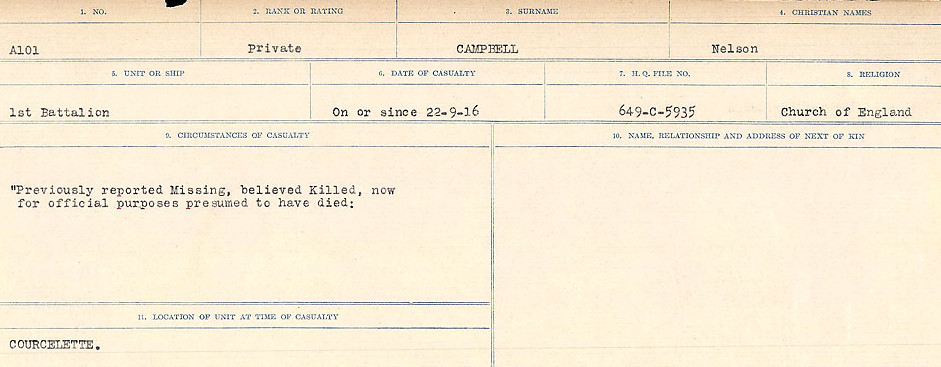 1. NO. 2. RANK OR RATING 3. SURNAME 4. CHRISTIAN NAMES
A101 Private CAMPBELL Nelson
5. UNIT OR SHIP 6. DATE OF CASUALTY 7. H. Q. FILE NO. 8. RELIGION
1st Battalion On or since 22-9-16 649-C-5935 Church of England
9. CIRCUMSTANCES OF CASUALTY 10. NAME, RELATIONSHIP AND ADDRESS OF NEXT OF KIN
"Previously reported Missing, believed Killed, now
for official purposes presumed to have died:
11. LOCATION OF UNIT AT TIME OF CASUALTY
COURCELETTE.